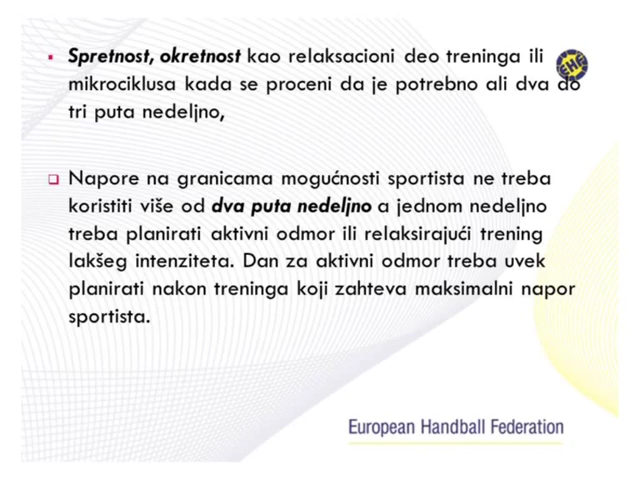 Spretnost, okretnost kao relaksacioni deo treninga ili
mikrociklusa kada se proceni da je potrebno ali dva do
tri puta nedeljno,
Napore na granicama mogućnosti sportista ne treba
koristiti više od dva puta nedeljno a jednom nedeljno
treba planirati aktivni odmor ili relaksirajući trening
lakšeg intenziteta. Dan za aktivni odmor treba uvek
planirati nakon treninga koji zahteva maksimalni napor
sportista.
EHF
European Handball Federation